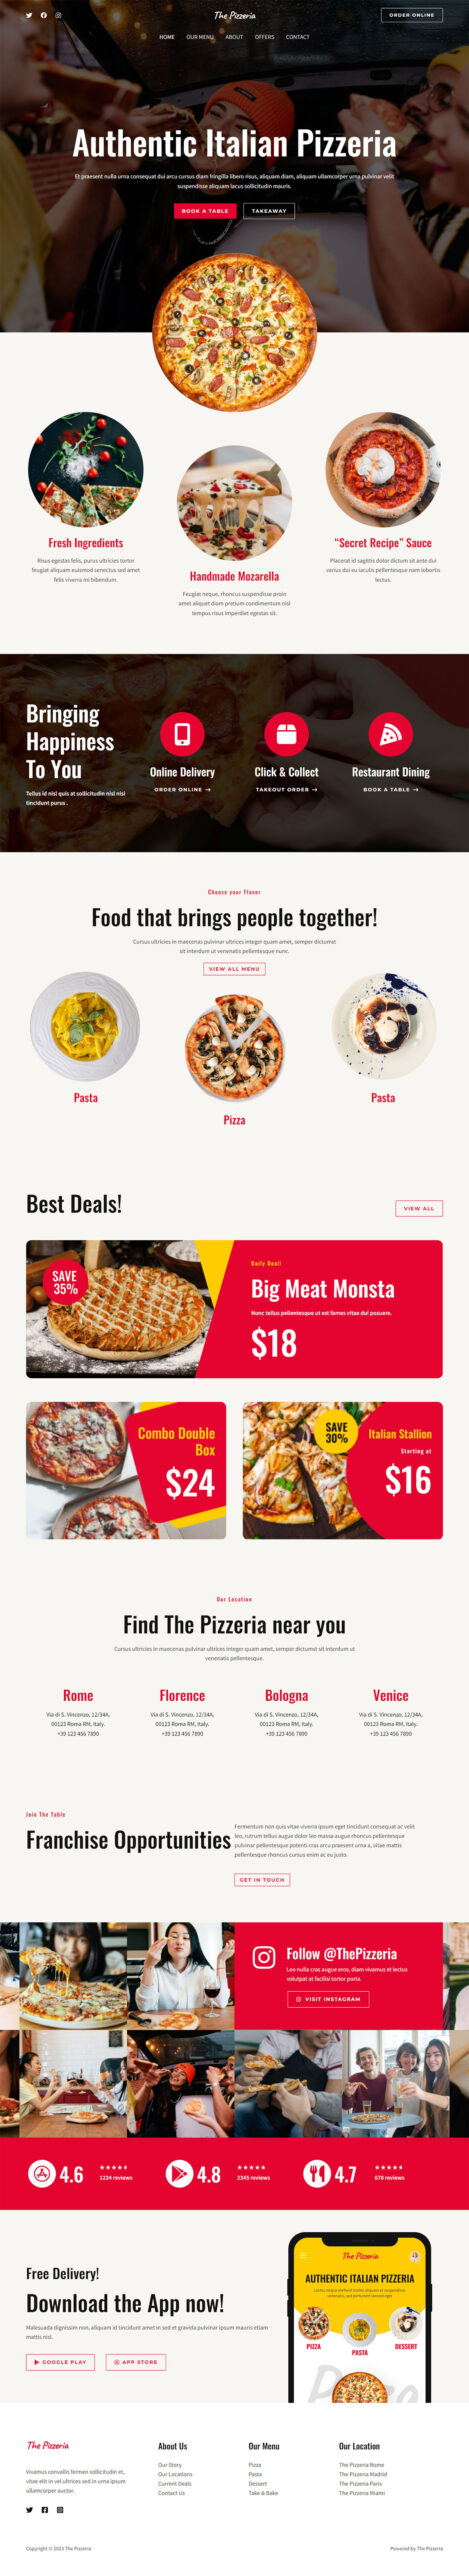 The Pizzeria
ORDER ONLINE
HOME OUR MENU ABOUT OFFERS CONTACT
Authentic Italian Pizzeria
Et praesent nulla urna consequat dui arcu cursus diam fringilla libero risus, aliquam diam, aliquam ullamcorper urna pulvinar velit
suspendisse aliquam lacus sollicitudin mauris.
BOOK A TABLE TAKEAWAY
Fresh Ingredients
Risus egestas felis, purus ultricies tortor
feugiat aliquam euismod senectus sed amet
felis viverra mi bibendum.
Handmade Mozarella
Feugiat neque, rhoncus suspendisse proin
amet aliquet diam pretium condimentum nisl
tempus risus imperdiet egestas sit.
“Secret Recipe” Sauce
Placerat id sagittis dolor dictum sit ante dui
varius dui eu iaculis pellentesque nam lobortis
lectus.
Bringing
Happiness
To You
Tellus id nisl quis at sollicitudin nisl nisi
tincidunt purus .
Online Delivery
ORDER ONLINE →
Click & Collect
TAKEOUT ORDER →
Restaurant Dining
BOOK A TABLE →
Choose your Flavor
Food that brings people together!
Cursus ultricies in maecenas pulvinar ultrices integer quam amet, semper dictumst
sit interdum ut venenatis pellentesque nunc.
VIEW ALL MENU
Pasta
Pizza
Pasta
Best Deals!
VIEW ALL
SAVE
35%
Daily Deal!
Big Meat Monsta
Nunc tellus pellentesque ut est fames vitae dui posuere.
$18
Combo Double
Box
$24
SAVE
30%
Italian Stallion
Starting at
$16
Our Location
Find The Pizzeria near you
Cursus ultricies in maecenas pulvinar ultrices integer quam amet, semper dictumst sit interdum ut
venenatis pellentesque.
Rome
Via di S. Vincenzo, 12/34A,
00123 Roma RM, Italy.
+39 123 456 7890
Florence
Via di S. Vincenzo, 12/34A,
00123 Roma RM, Italy.
+39 123 456 7890
Bologna
Via di S. Vincenzo, 12/34A,
00123 Roma RM, Italy.
+39 123 456 7890
Venice
Via di S. Vincenzo, 12/34A,
00123 Roma RM, Italy.
+39 123 456 7890
Join The Table
Franchise Opportunities
Fermentum non quis vitae viverra ipsum eget tincidunt consequat ac velit
leo, rutrum tellus augue dolor leo massa augue rhoncus pellentesque
pulvinar pellentesque potenti cras arcu praesent urna a, vitae mattis
pellentesque rhoncus cursus enim ac eu justo.
GET IN TOUCH
Follow @ThePizzeria
Leo nulla cras augue eros, diam vivamus et lectus
volutpat at facilisi tortor porta.
VISIT INSTAGRAM
4.6
1234 reviews
4.8
2345 reviews
4.7
678 reviews
Free Delivery!
Download the App now!
Malesuada dignissim non, aliquam id tincidunt amet in sed et gravida pulvinar ipsum mauris etiam
mattis nisl.
GOOGLE PLAY APP STORE
The Pizzeria
AUTHENTIC ITALIAN PIZZERIA
PIZZA
PASTA
DESSERT
The Pizzeria
Vivamus convallis fermen sollicitudin et,
vitae elit in vel ultrices sed in urna ipsum
ullamcorper auctor.
About Us
Our Story
Our Locations
Current Deals
Contact Us
Our Menu
Pizza
Pasta
Dessert
Take & Bake
Our Location
The Pizzeria Rome
The Pizzeria Madrid
The Pizzeria Paris
The Pizzeria Miami
Copyright © 2023 The Pizzeria
Powered by The Pizzeria